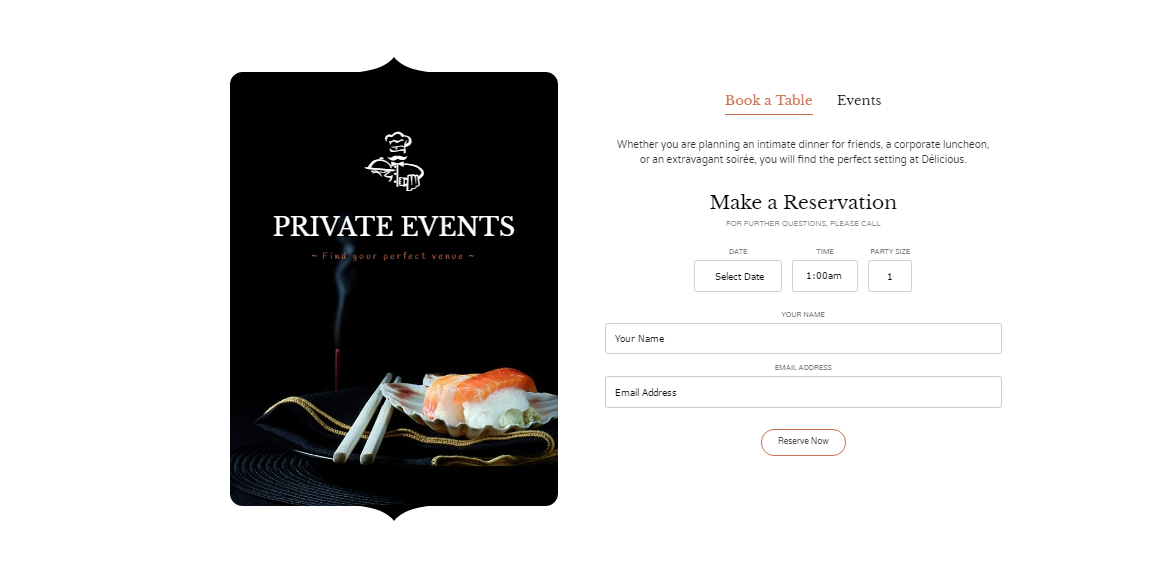 PRIVATE EVENTS
~ Find your perfect venue ~
Book a Table Events
Whether you are planning an intimate dinner for friends, a corporate luncheon,
or an extravagant soirée, you will find the perfect setting at Délicious.
Make a Reservation
FOR FURTHER QUESTIONS, PLEASE CALL
DATE TIME PARTY SIZE
Select Date 1:00am 1
YOUR NAME
Your Name
EMAIL ADDRESS
Email Address
Reserve Now